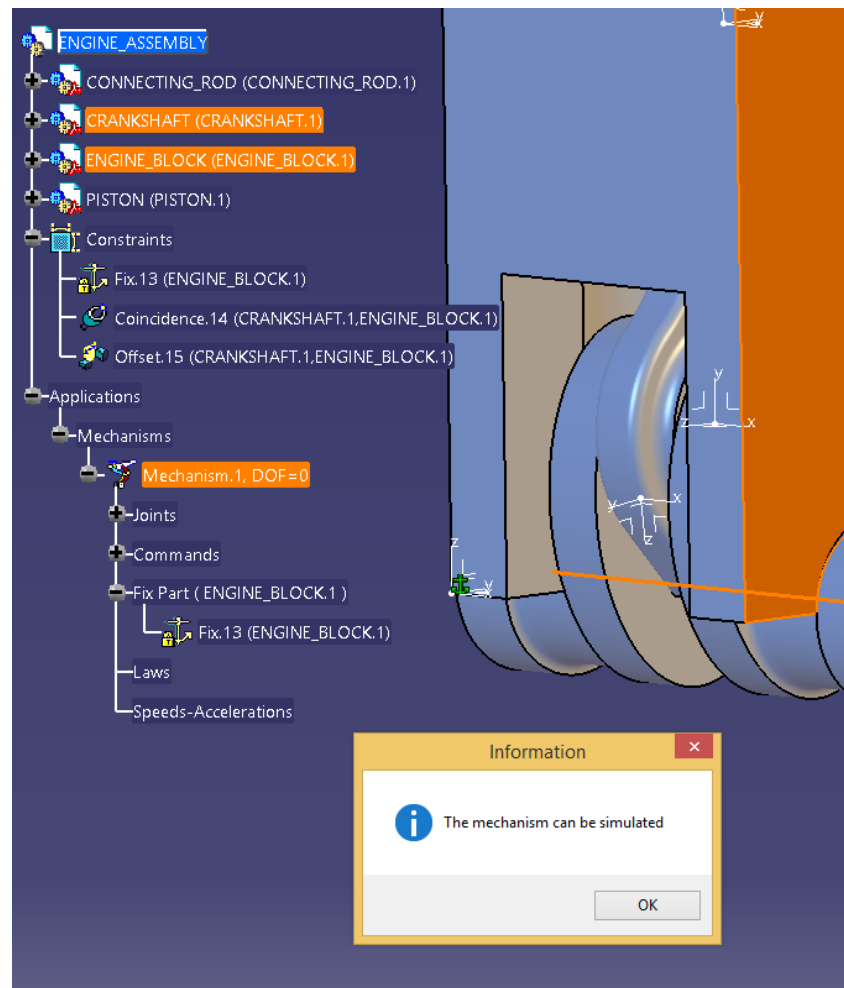 ENGINE_ASSEMBLY
CONNECTING_ROD (CONNECTING_ROD.1)
CRANKSHAFT (CRANKSHAFT.1)
ENGINE_BLOCK (ENGINE_BLOCK.1)
PISTON (PISTON.1)
Constraints
Fix.13 (ENGINE_BLOCK.1)
Coincidence.14 (CRANKSHAFT.1,ENGINE_BLOCK.1)
Offset.15 (CRANKSHAFT.1,ENGINE_BLOCK.1)
Applications
Mechanisms
Mechanism.1, DOF=0
Joints
Commands
Fix Part ( ENGINE_BLOCK.1 )
Fix.13 (ENGINE_BLOCK.1)
Laws
Speeds-Accelerations
x
y
z x
y x
z
z
y
Information
The mechanism can be simulated
OK